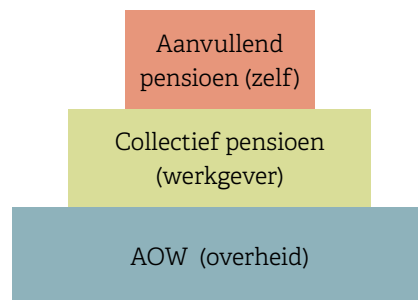 Aanvullend
pensioen (zelf)
Collectief pensioen
(werkgever)
AOW (overheid)